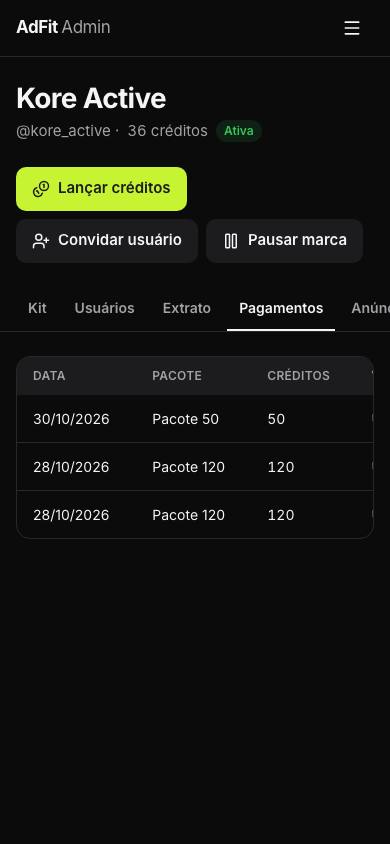 AdFit Admin
Kore Active
@kore_active · 36 créditos Ativa
Lançar créditos
Convidar usuário Pausar marca
Kit Usuários Extrato Pagamentos
DATA PACOTE CRÉDITOS
30/10/2026 Pacote 50 50
28/10/2026 Pacote 120 120
28/10/2026 Pacote 120 120